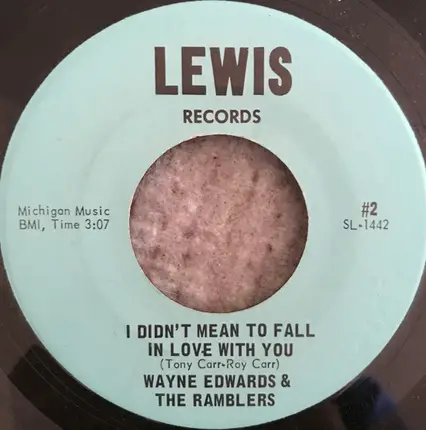 LEWIS
RECORDS
Michigan Music
BMI, Time 3:07
#2
SL-1442
I DIDN'T MEAN TO FALL
IN LOVE WITH YOU
(Tony Carr-Roy Carr)
WAYNE EDWARDS &
THE RAMBLERS